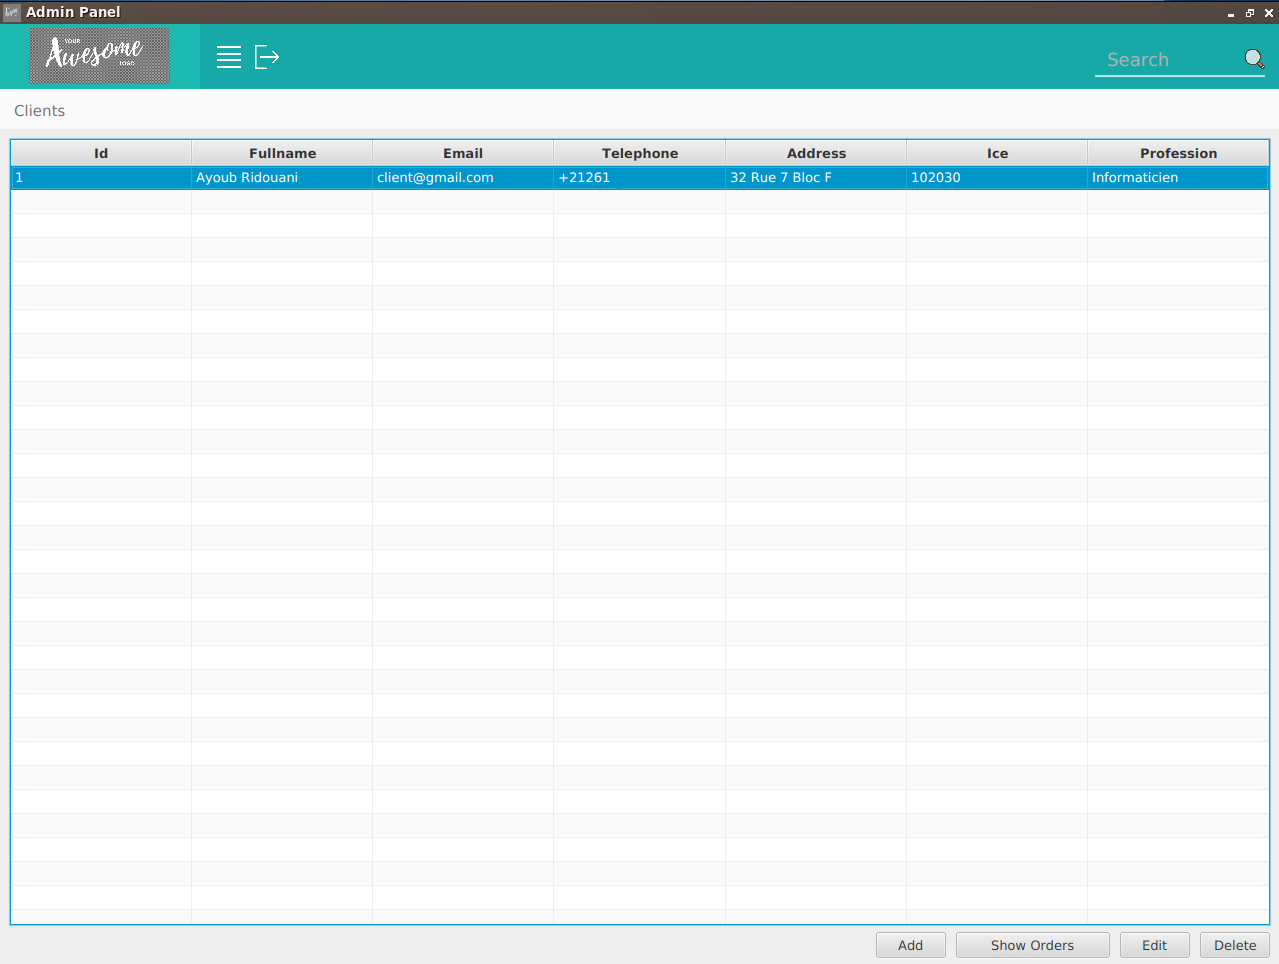 Admin Panel
YOUR
Awesome
LOGO
Search
Clients
Id Fullname Email Telephone Address Ice Profession
1 Ayoub Ridouani client@gmail.com +21261 32 Rue 7 Bloc F 102030 Informaticien
Add Show Orders Edit Delete